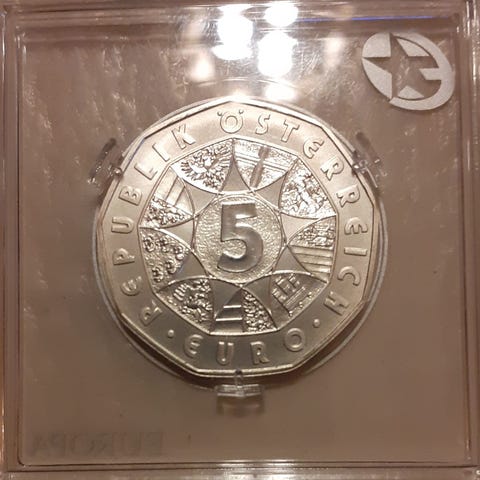 REPUBLIK ÖSTERREICH
5
· EURO ·
EUROPA